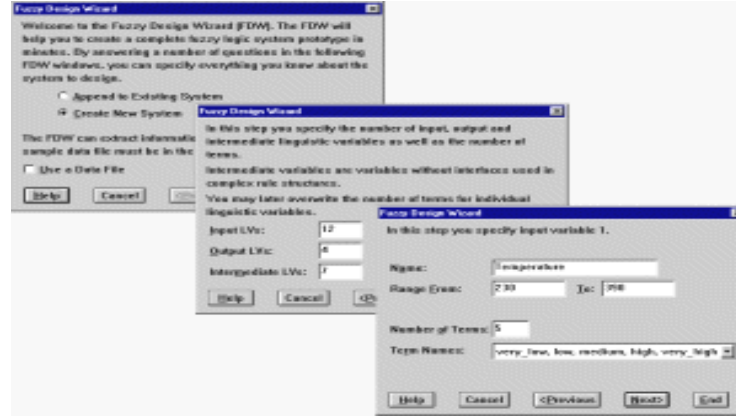 Fuzzy Design Wizard
Welcome to the Fuzzy Design Wizard (FDW). The FDW will
help you to create a complete fuzzy logic system prototype in
minutes. By answering a number of questions in the following
FDW windows, you can specify everything you know about the
system to design.
Append to Existing System
Create New System
The FDW can extract
sample data file must be in the
Use a Data File
Help
Cancel
Fuzzy Design Wizard
In this step you specify the number of input, output and
intermediate linguistic variables as well as the number of
terms.
Intermediate variables are variables without interfaces used in
complex rule structures.
You may later overwrite the number of terms for individual
linguistic variables.
Input LVs: 12
Output LVs: 4
Intermediate LVs: 7
Help
Cancel
Fuzzy Design Wizard
In this step you specify input variable 1.
Name: Temperature
Range From: 230 To: 390
Number of Terms: 5
Term Names: very_low, low, medium, high, very_high
Help
Cancel
<Previous
Next>
End